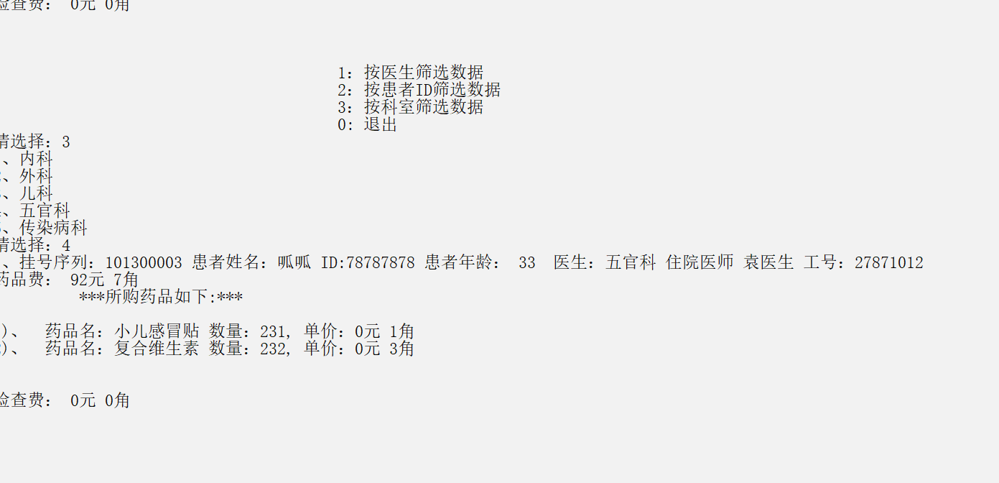 检查费： 0元 0角
1：按医生筛选数据
2：按患者ID筛选数据
3：按科室筛选数据
0：退出
请选择：3
、内科
、外科
、儿科
、五官科
、传染病科
请选择：4
、挂号序列：101300003 患者姓名：呱呱 ID:78787878 患者年龄： 33 医生：五官科 住院医师 袁医生 工号：27871012
药品费： 92元 7角
***所购药品如下:***
)、 药品名：小儿感冒贴 数量：231, 单价：0元 1角
)、 药品名：复合维生素 数量：232, 单价：0元 3角
检查费： 0元 0角